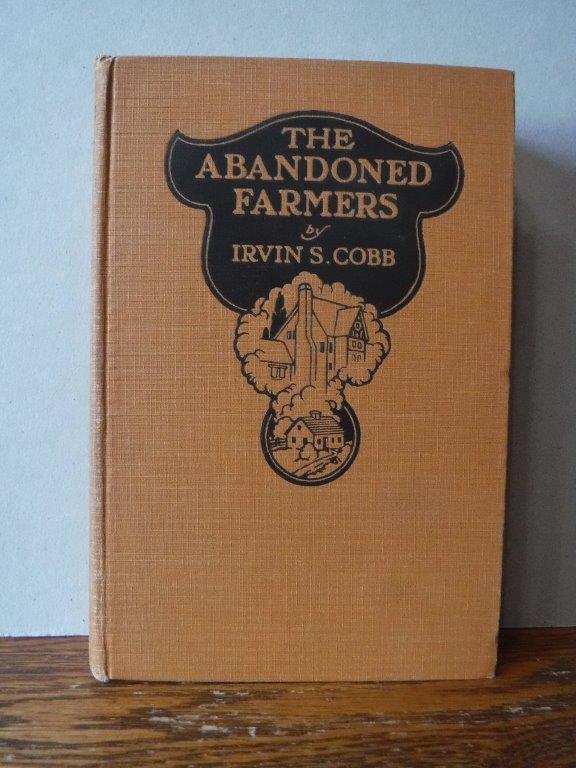 THE
ABANDONED
FARMERS
by
IRVIN S. COBB